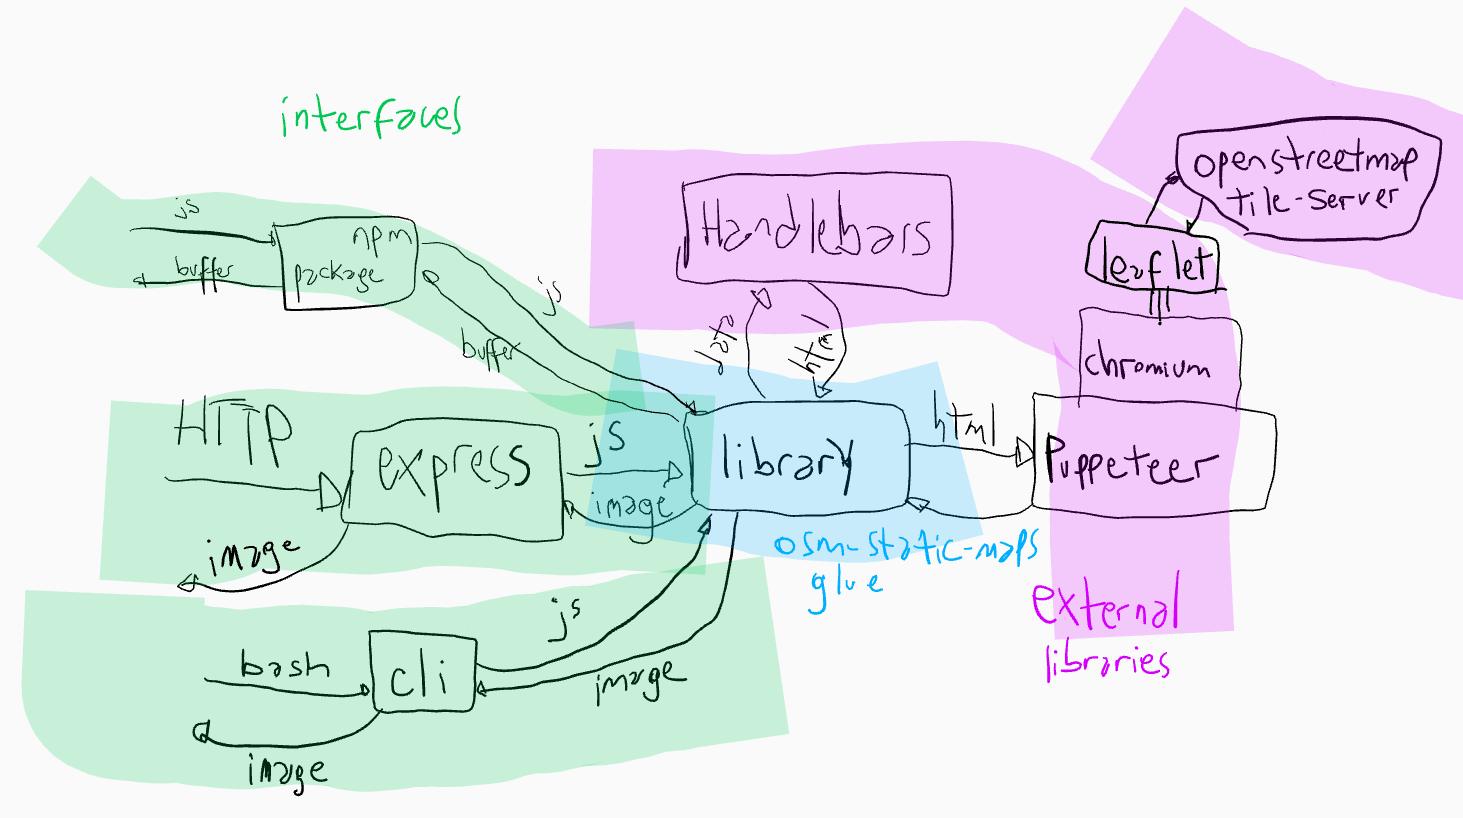 interfaces
js
npm
package
buffer
js
buffer
HTTP
express
image
js
image
bash
cli
image
js
image
Handlebars
data
html
library
osm-static-maps
glue
html
Puppeteer
chromium
leaflet
openstreetmap
tile-server
external
libraries